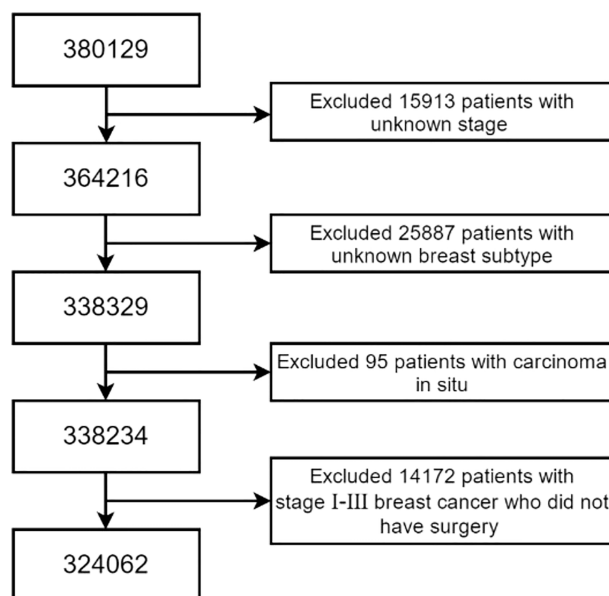 380129
Excluded 15913 patients with
unknown stage
364216
Excluded 25887 patients with
unknown breast subtype
338329
Excluded 95 patients with carcinoma
in situ
338234
Excluded 14172 patients with
stage I-III breast cancer who did not
have surgery
324062